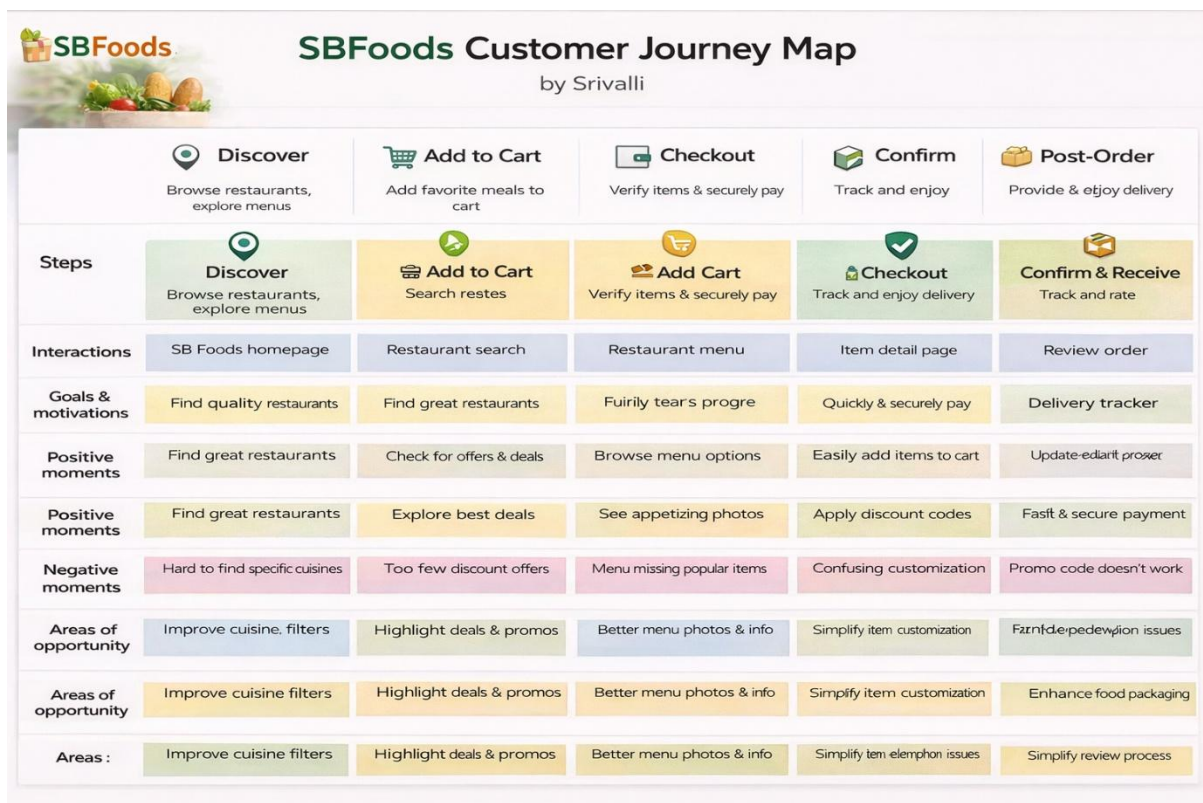 SBFoods
SBFoods Customer Journey Map
by Srivalli
Discover
Browse restaurants,
explore menus
Add to Cart
Add favorite meals to
cart
Checkout
Verify items & securely pay
Confirm
Track and enjoy
Post-Order
Provide & delivery
Steps
Discover
Browse restaurants,
explore menus
Add to Cart
Search restes
Add Cart
Verify items & securely pay
Checkout
Track and enjoy delivery
Confirm & Receive
Track and rate
Interactions
SB Foods homepage
Restaurant search
Restaurant menu
Item detail page
Review order
Goals &
motivations
Find quality restaurants
Find great restaurants
Fuirily tears progre
Quickly & securely pay
Delivery tracker
Positive
moments
Find great restaurants
Check for offers & deals
Browse menu options
Easily add items to cart
Positive
moments
Find great restaurants
Explore best deals
See appetizing photos
Apply discount codes
& secure payment
Negative
moments
Hard to find specific cuisines
Too few discount offers
Menu missing popular items
Confusing customization
Promo code doesn't work
Areas of
opportunity
Improve cuisine, filters
Highlight deals & promos
Better menu photos & info
Simplify item customization
issues
Areas of
opportunity
Improve cuisine filters
Highlight deals & promos
Better menu photos & info
Simplify item customization
Enhance food packaging
Areas :
Improve cuisine filters
Highlight deals & promos
Better menu photos & info
Simplify issues
Simplify review process